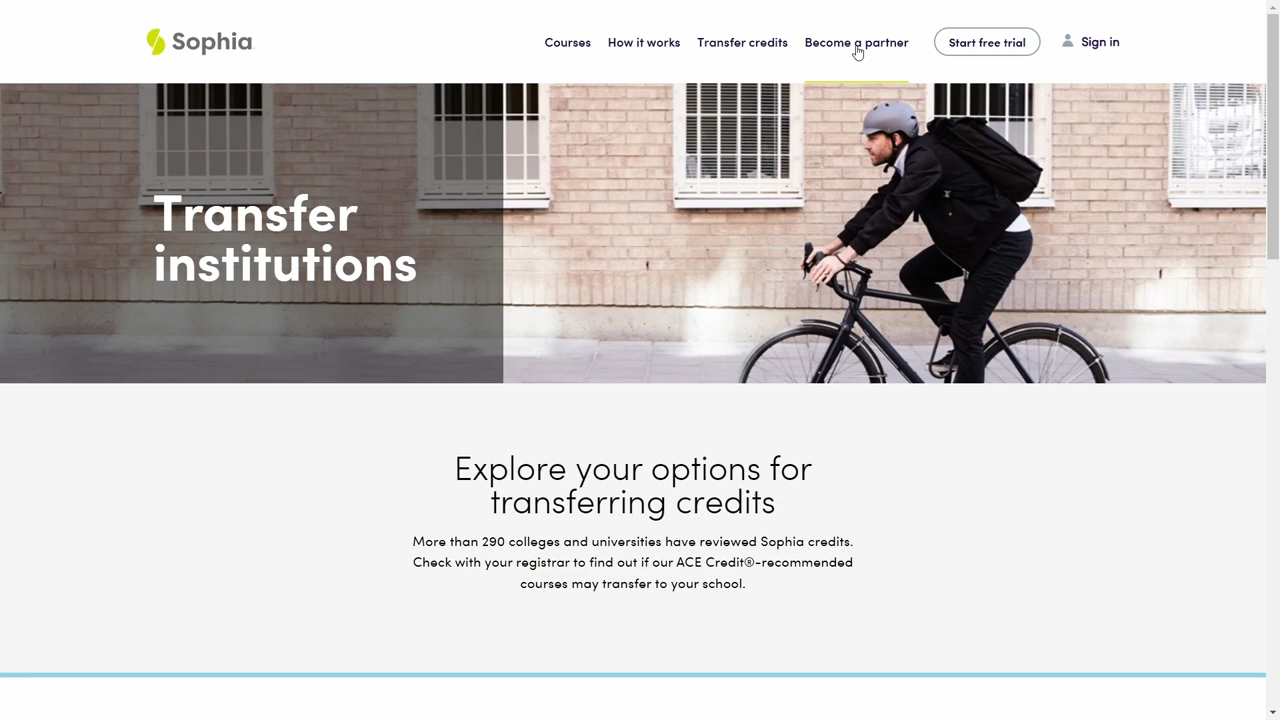 Sophia
Courses How it works Transfer credits Become a partner Start free trial Sign in
Transfer
institutions
Explore your options for
transferring credits
More than 290 colleges and universities have reviewed Sophia credits.
Check with your registrar to find out if our ACE Credit®-recommended
courses may transfer to your school.